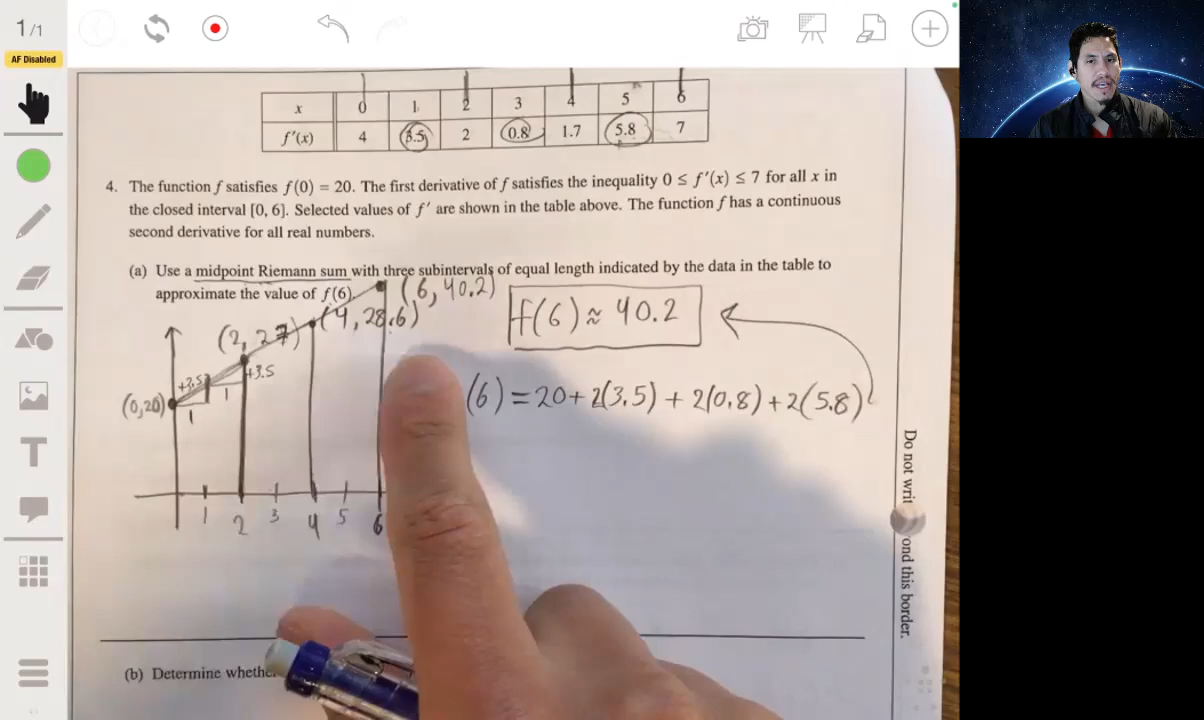 1/1
AF Disabled
x 0 1 2 3 4 5 6
f'(x) 4 3.5 2 0.8 1.7 5.8 7
4. The function f satisfies f(0) = 20. The first derivative of f satisfies the inequality 0 ≤ f'(x) ≤ 7 for all x in
the closed interval [0, 6]. Selected values of f' are shown in the table above. The function f has a continuous
second derivative for all real numbers.
(a) Use a midpoint Riemann sum with three subintervals of equal length indicated by the data in the table to
approximate the value of f(6).
(6, 40.2)
f(6) ≈ 40.2
(4, 28.6)
(2, 27)
+3.5
+3.5
1
(0,20)
1
(6) = 20 + 2(3.5) + 2(0.8) + 2(5.8)
1 2 3 4 5 6
(b) Determine
Do not writ
ond this border.
T